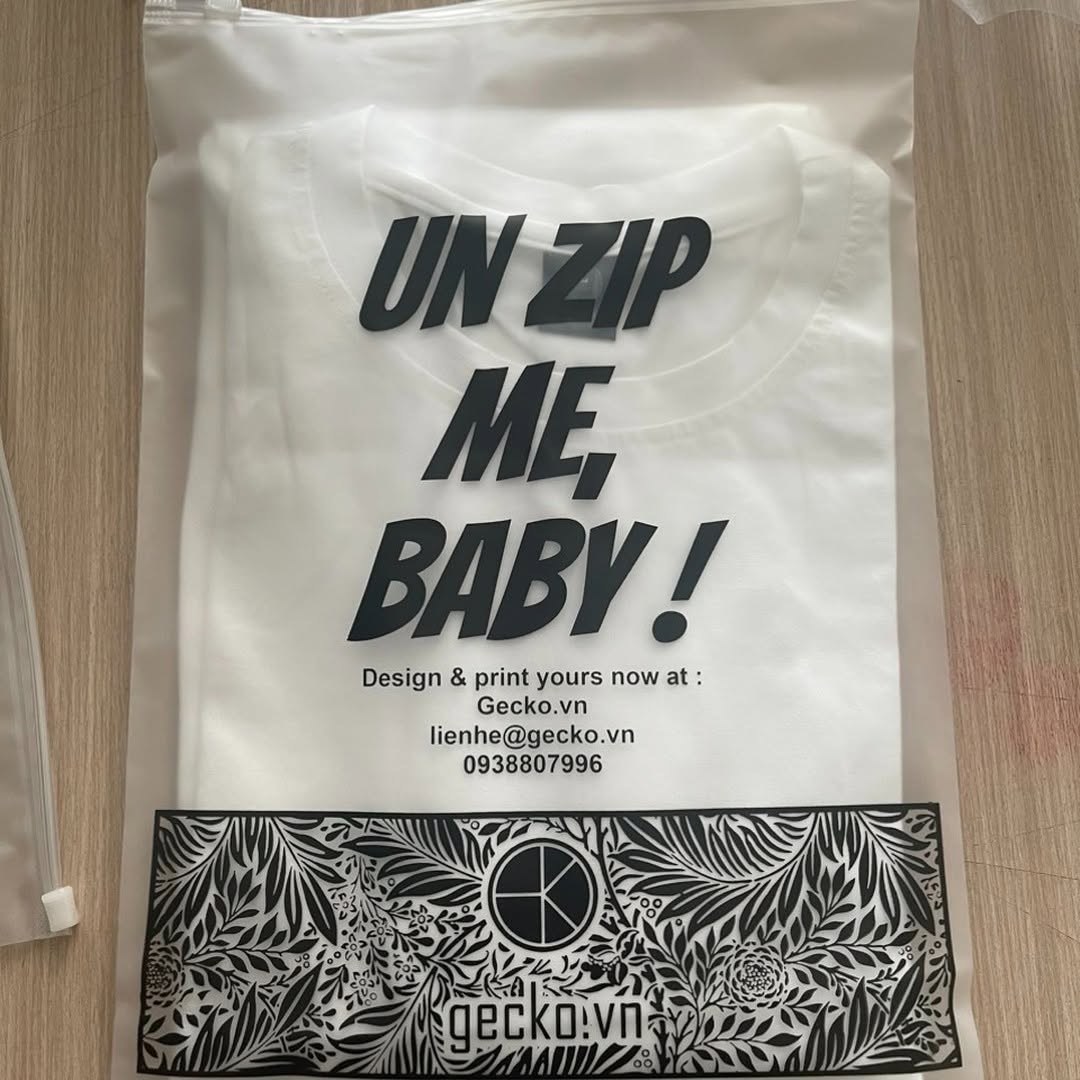 UN ZIP
ME,
BABY !
Design & print yours now at :
Gecko.vn
lienhe@gecko.vn
0938807996
gecko.vn